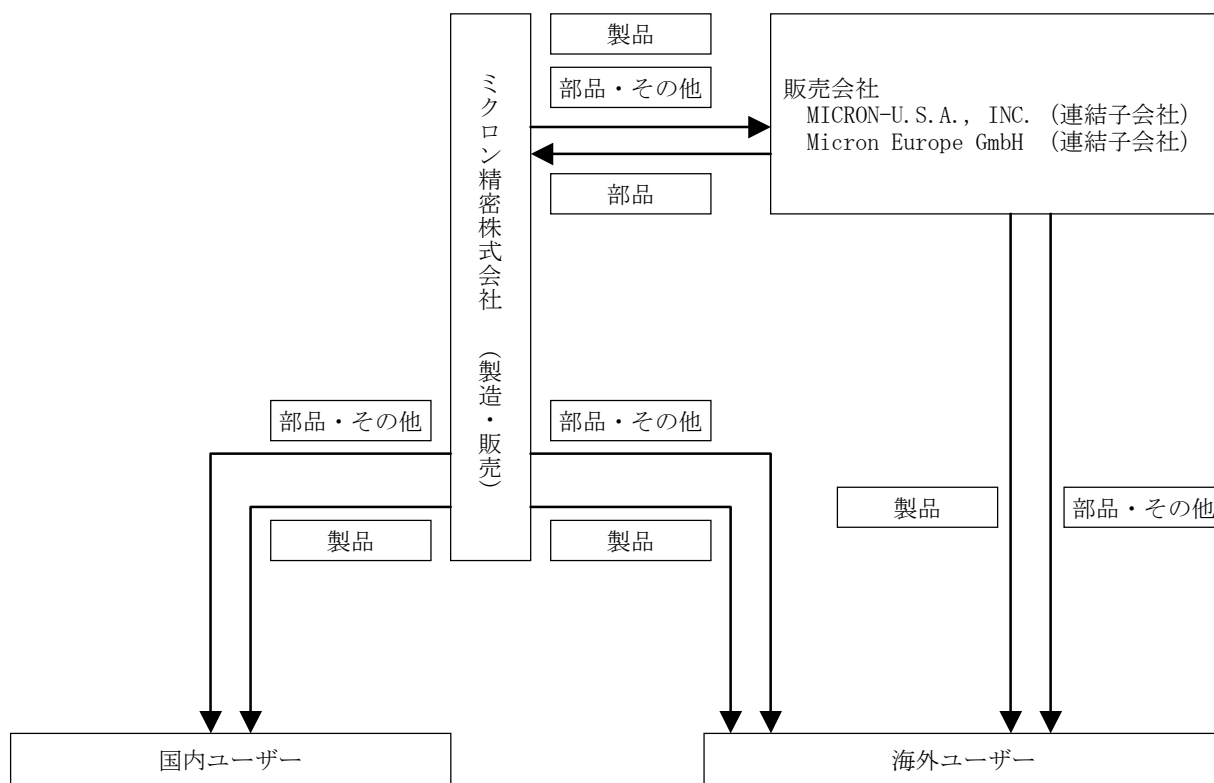 製品
部品・その他
販売会社
MICRON-U.S.A., INC. (連結子会社)
Micron Europe GmbH (連結子会社)
部品
ミクロン精密株式会社 (製造・販売)
部品・その他
部品・その他
製品
製品
製品
部品・その他
国内ユーザー
海外ユーザー